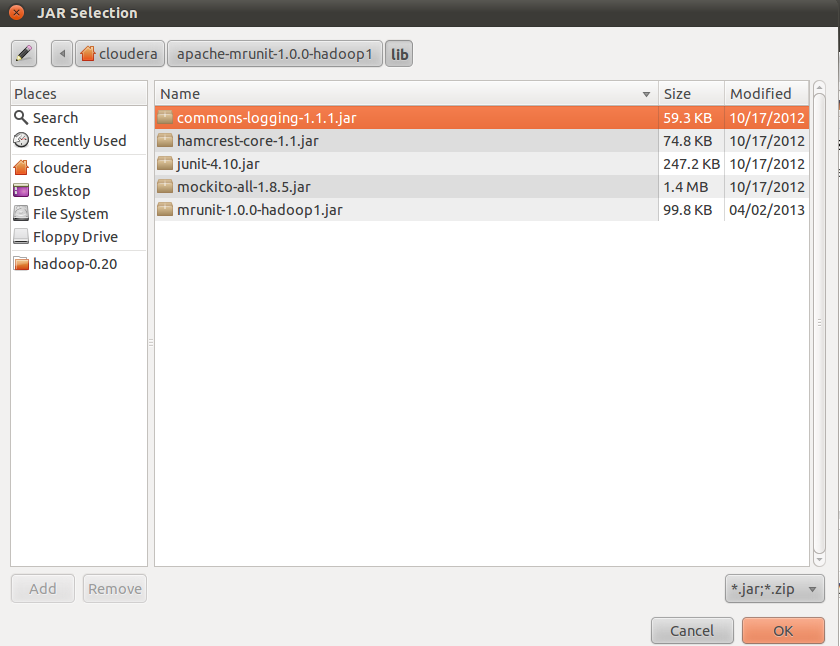 JAR Selection
cloudera apache-mrunit-1.0.0-hadoop1 lib
Places
Search
Recently Used
cloudera
Desktop
File System
Floppy Drive
hadoop-0.20
Name Size Modified
commons-logging-1.1.1.jar 59.3 KB 10/17/2012
hamcrest-core-1.1.jar 74.8 KB 10/17/2012
junit-4.10.jar 247.2 KB 10/17/2012
mockito-all-1.8.5.jar 1.4 MB 10/17/2012
mrunit-1.0.0-hadoop1.jar 99.8 KB 04/02/2013
Add Remove *.jar;*.zip
Cancel OK